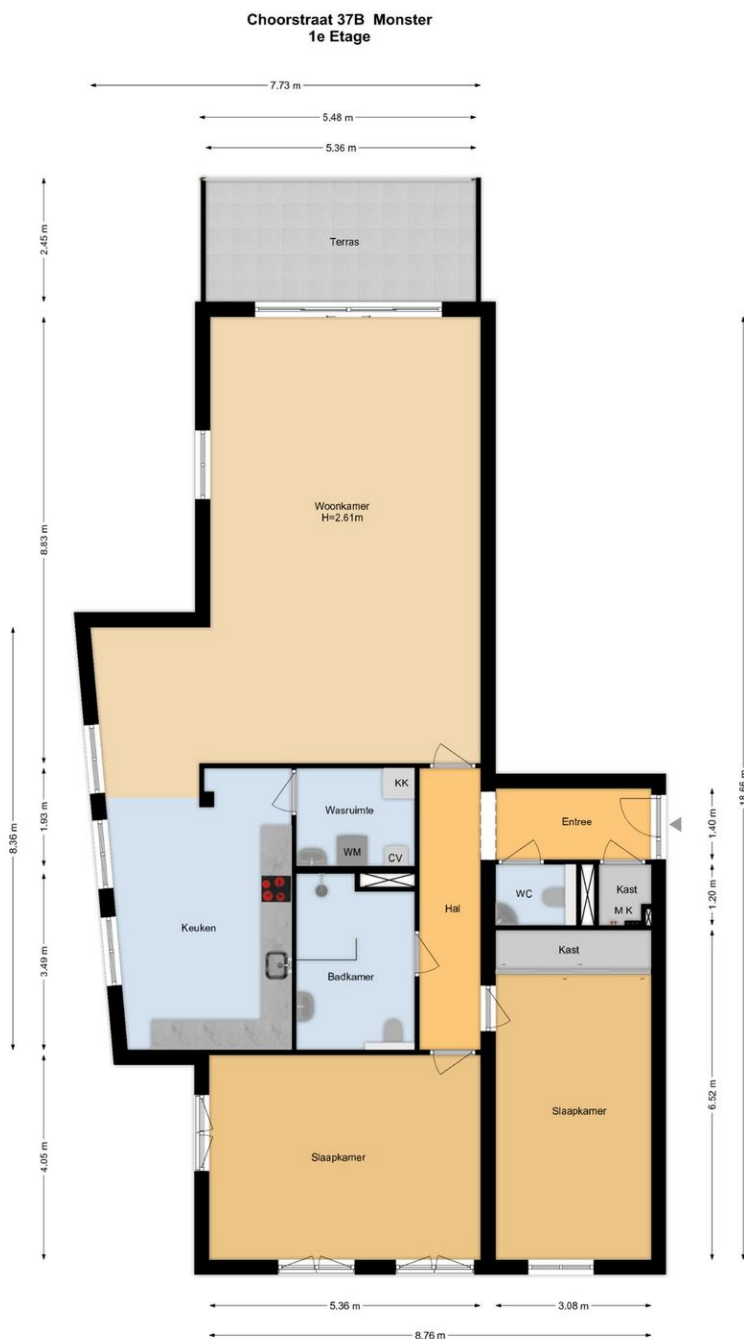 Choorstraat 37B Monster
1e Etage
7.73 m
5.48 m
5.36 m
2.45 m
Terras
8.83 m
Woonkamer
H=2.61m
18.66 m
8.36 m
1.93 m
KK
Wasruimte
WM
CV
Entree
1.40 m
1.20 m
WC
Kast
M K
3.49 m
Keuken
Hal
Badkamer
Kast
6.52 m
4.05 m
Slaapkamer
Slaapkamer
5.36 m
3.08 m
8.76 m